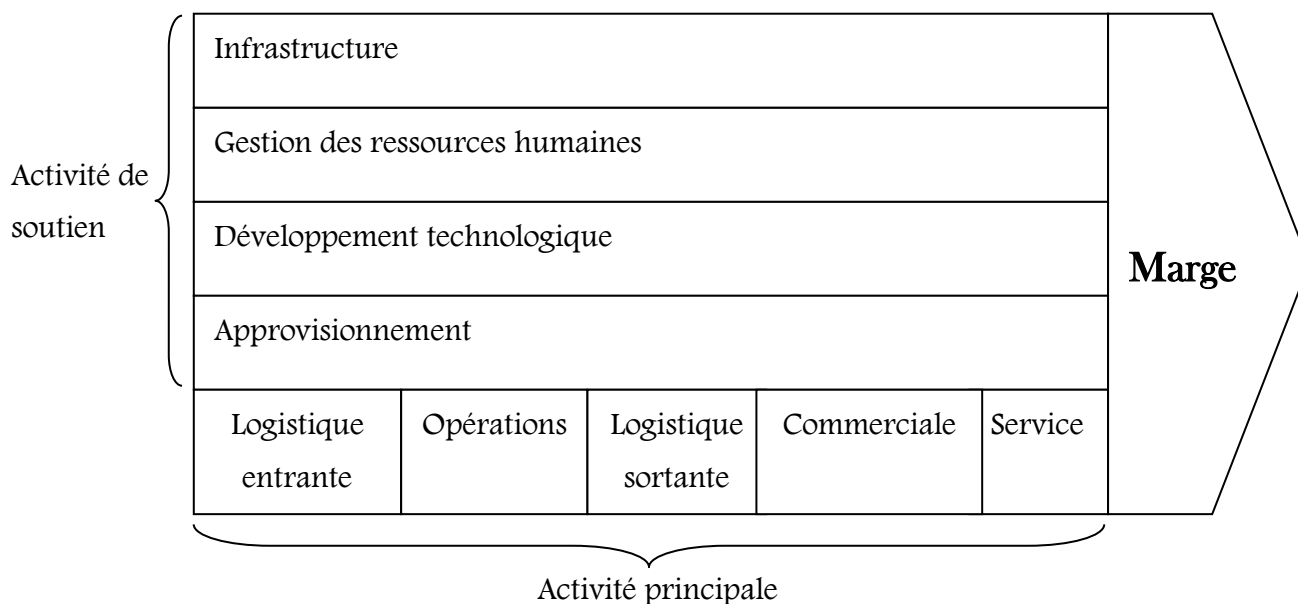 Infrastructure
Gestion des ressources humaines
Activité de
soutien
Développement technologique
Marge
Approvisionnement
Logistique
entrante
Opérations
Logistique
sortante
Commerciale
Service
Activité principale